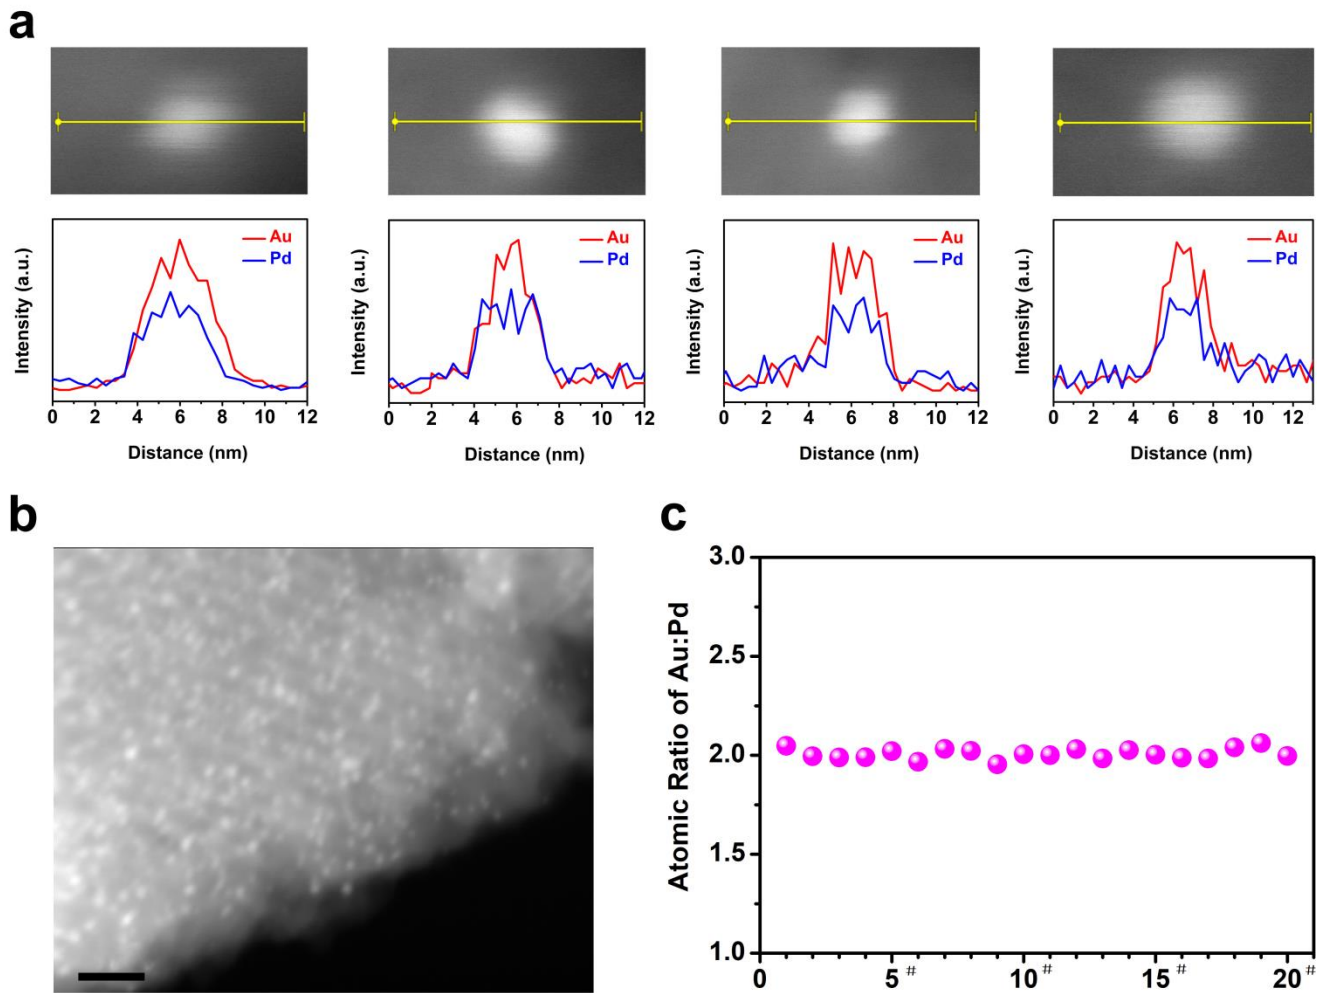 a
Au
Pd
Intensity (a.u.)
0 2 4 6 8 10 12
Distance (nm)
Au
Pd
Intensity (a.u.)
0 2 4 6 8 10 12
Distance (nm)
Au
Pd
Intensity (a.u.)
0 2 4 6 8 10 12
Distance (nm)
Au
Pd
Intensity (a.u.)
0 2 4 6 8 10 12
Distance (nm)
b
c
Atomic Ratio of Au:Pd
3.0
2.5
2.0
1.5
1.0
0 5# 10# 15# 20#